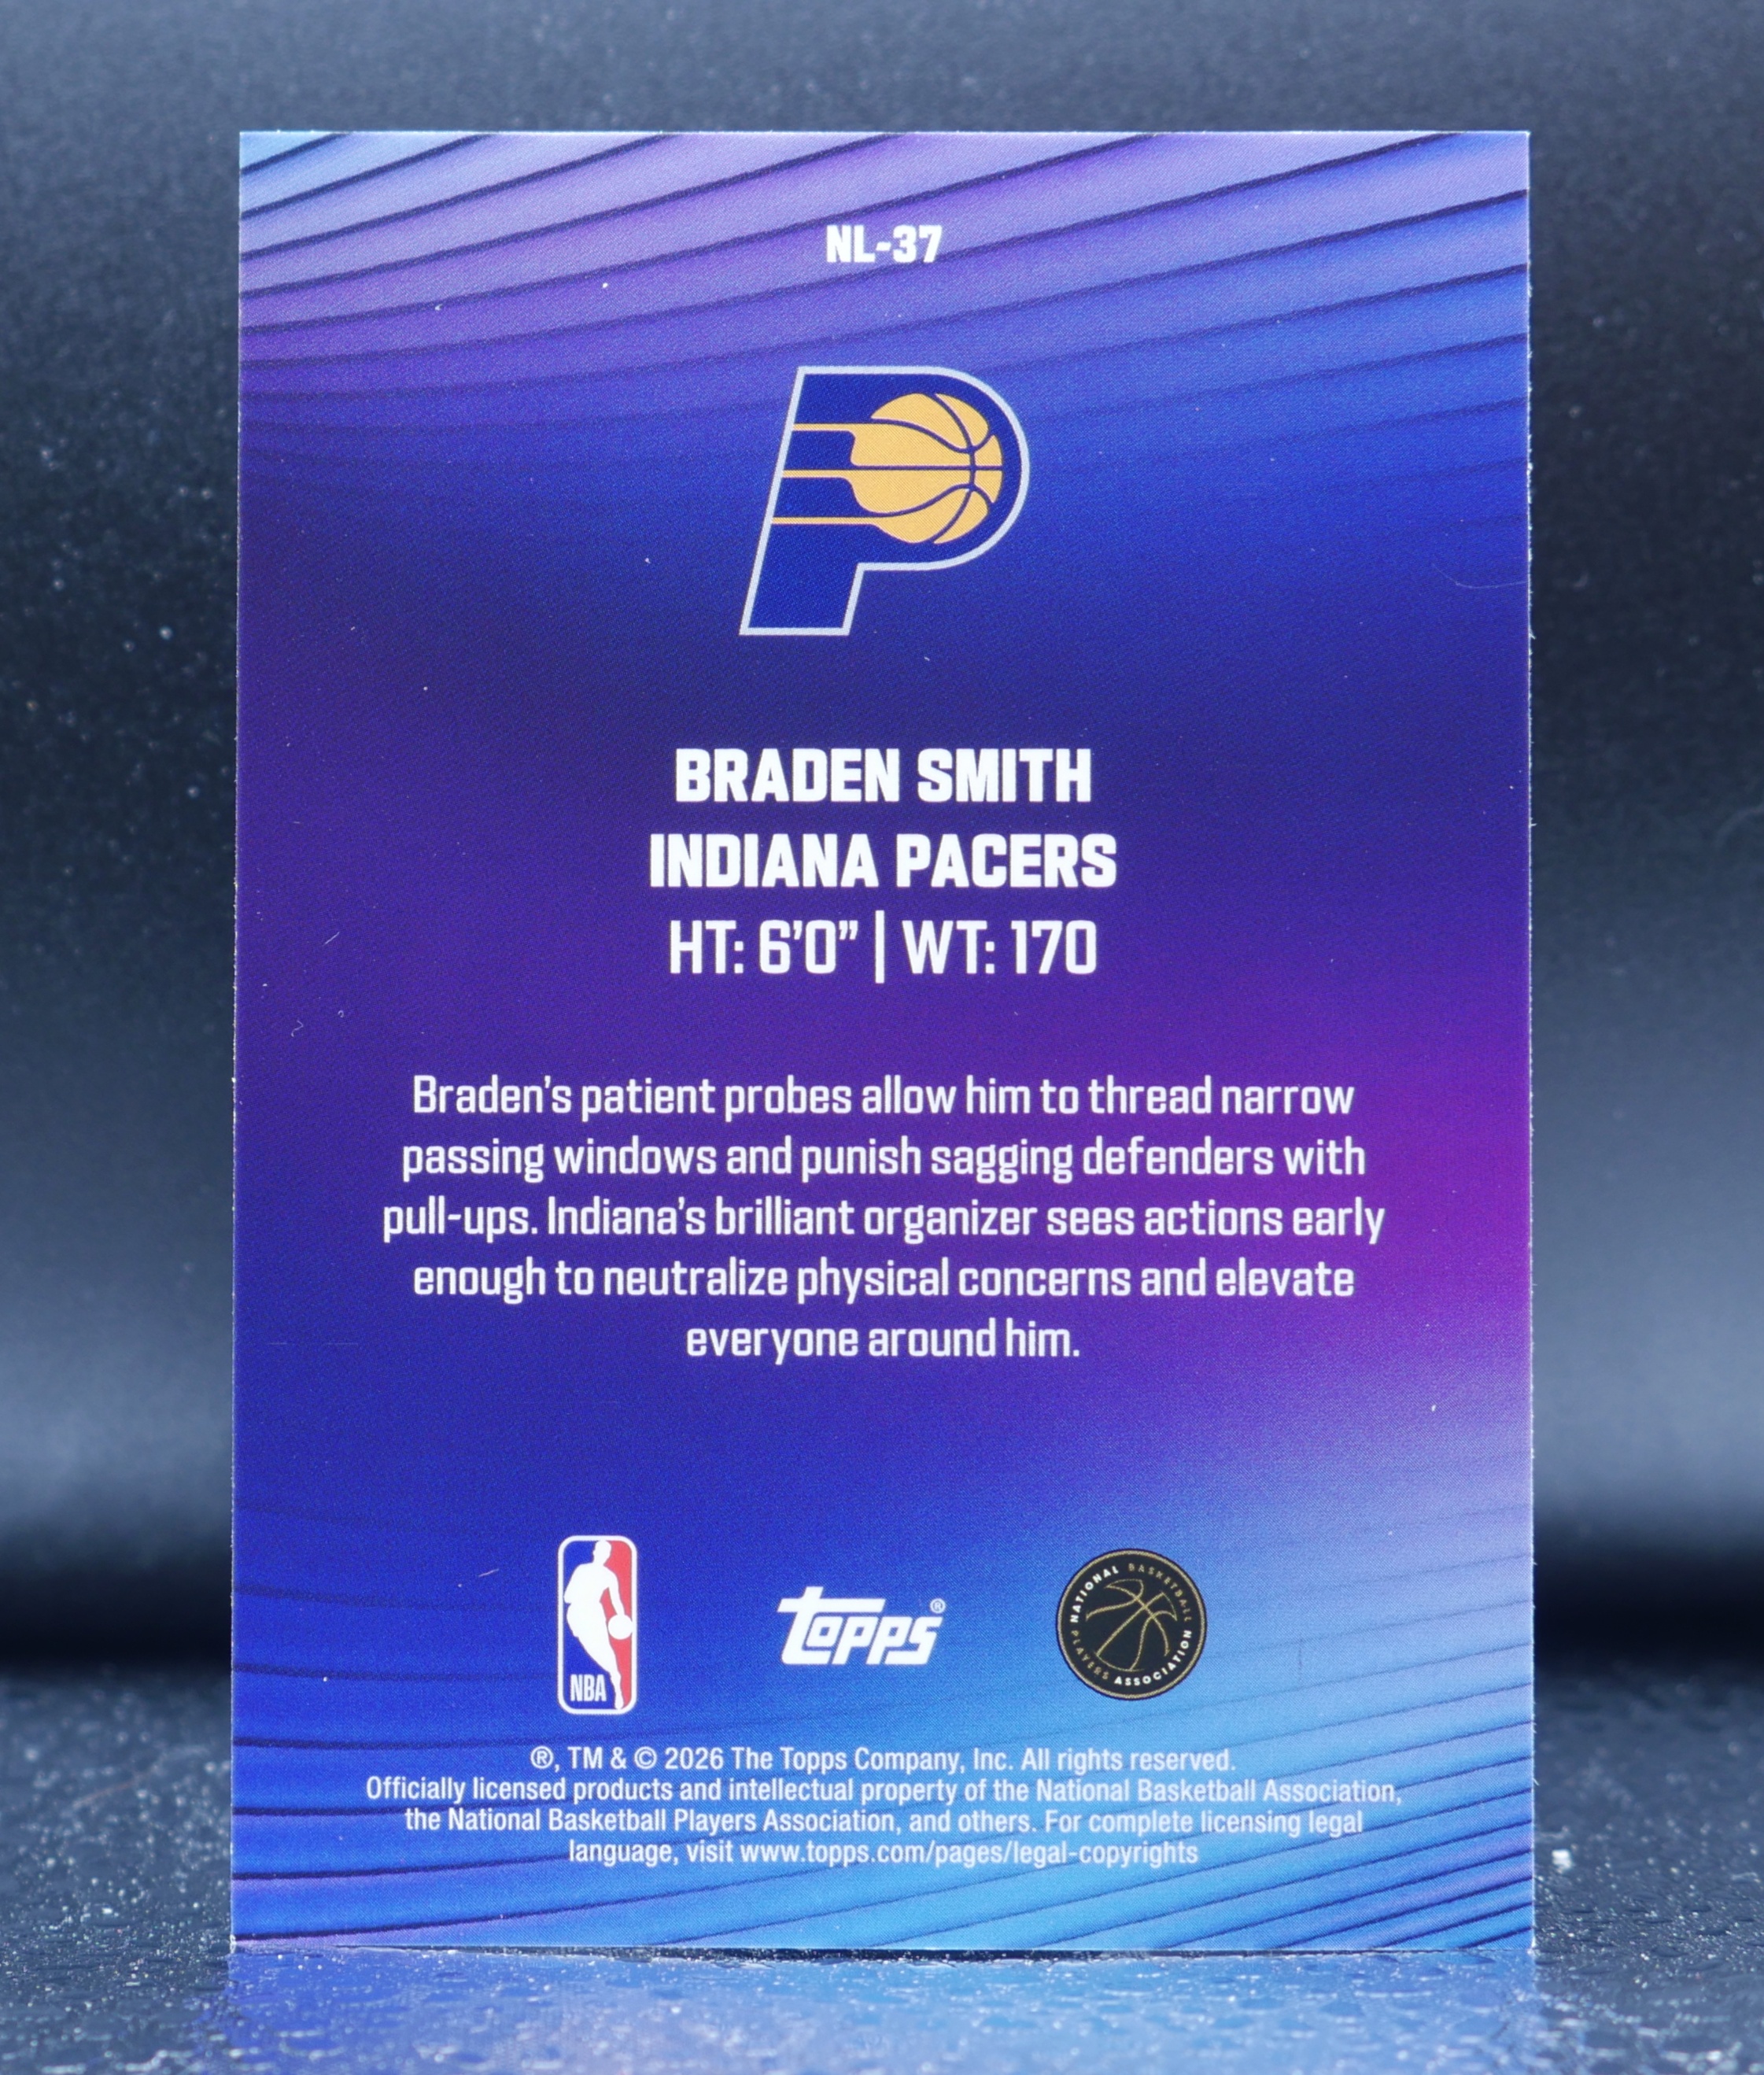 NL-37
BRADEN SMITH
INDIANA PACERS
HT: 6'0" | WT: 170
Braden's patient probes allow him to thread narrow
passing windows and punish sagging defenders with
pull-ups. Indiana's brilliant organizer sees actions early
enough to neutralize physical concerns and elevate
everyone around him.
NBA
topps®
NATIONAL BASKETBALL
PLAYERS ASSOCIATION
®, TM & © 2026 The Topps Company, Inc. All rights reserved.
Officially licensed products and intellectual property of the National Basketball Association,
the National Basketball Players Association, and others. For complete licensing legal
language, visit www.topps.com/pages/legal-copyrights